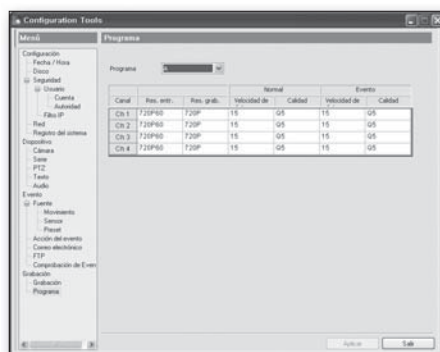 Configuration Tools
Menú
Programa
Configuración
Fecha / Hora
Disco
Seguridad
Usuario
Cuenta
Autoridad
Filtro IP
Red
Registro del sistema
Dispositivo
Cámara
Serie
PTZ
Texto
Audio
Evento
Fuente
Movimiento
Sensor
Preset
Acción del evento
Correo electrónico
FTP
Comprobación de Even
Grabación
Grabación
Programa
Programa
Normal Evento
Canal Res. entr. Res. grab. Velocidad de Calidad Velocidad de Calidad
Ch 1 720P60 720P 15 Q5 15 Q5
Ch 2 720P60 720P 15 Q5 15 Q5
Ch 3 720P60 720P 15 Q5 15 Q5
Ch 4 720P60 720P 15 Q5 15 Q5
Aplicar Salir